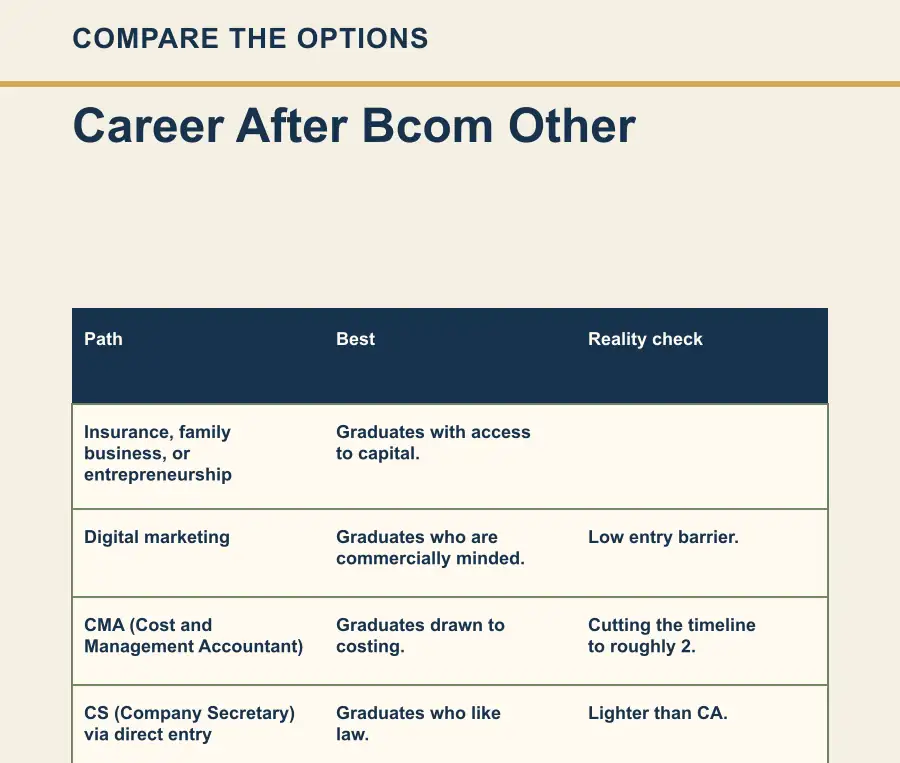 COMPARE THE OPTIONS
Career After Bcom Other
Path Best Reality check
Insurance, family Graduates with access
business, or to capital.
entrepreneurship
Digital marketing Graduates who are Low entry barrier.
commercially minded.
CMA (Cost and Graduates drawn to Cutting the timeline
Management Accountant) costing. to roughly 2.
CS (Company Secretary) Graduates who like Lighter than CA.
via direct entry law.